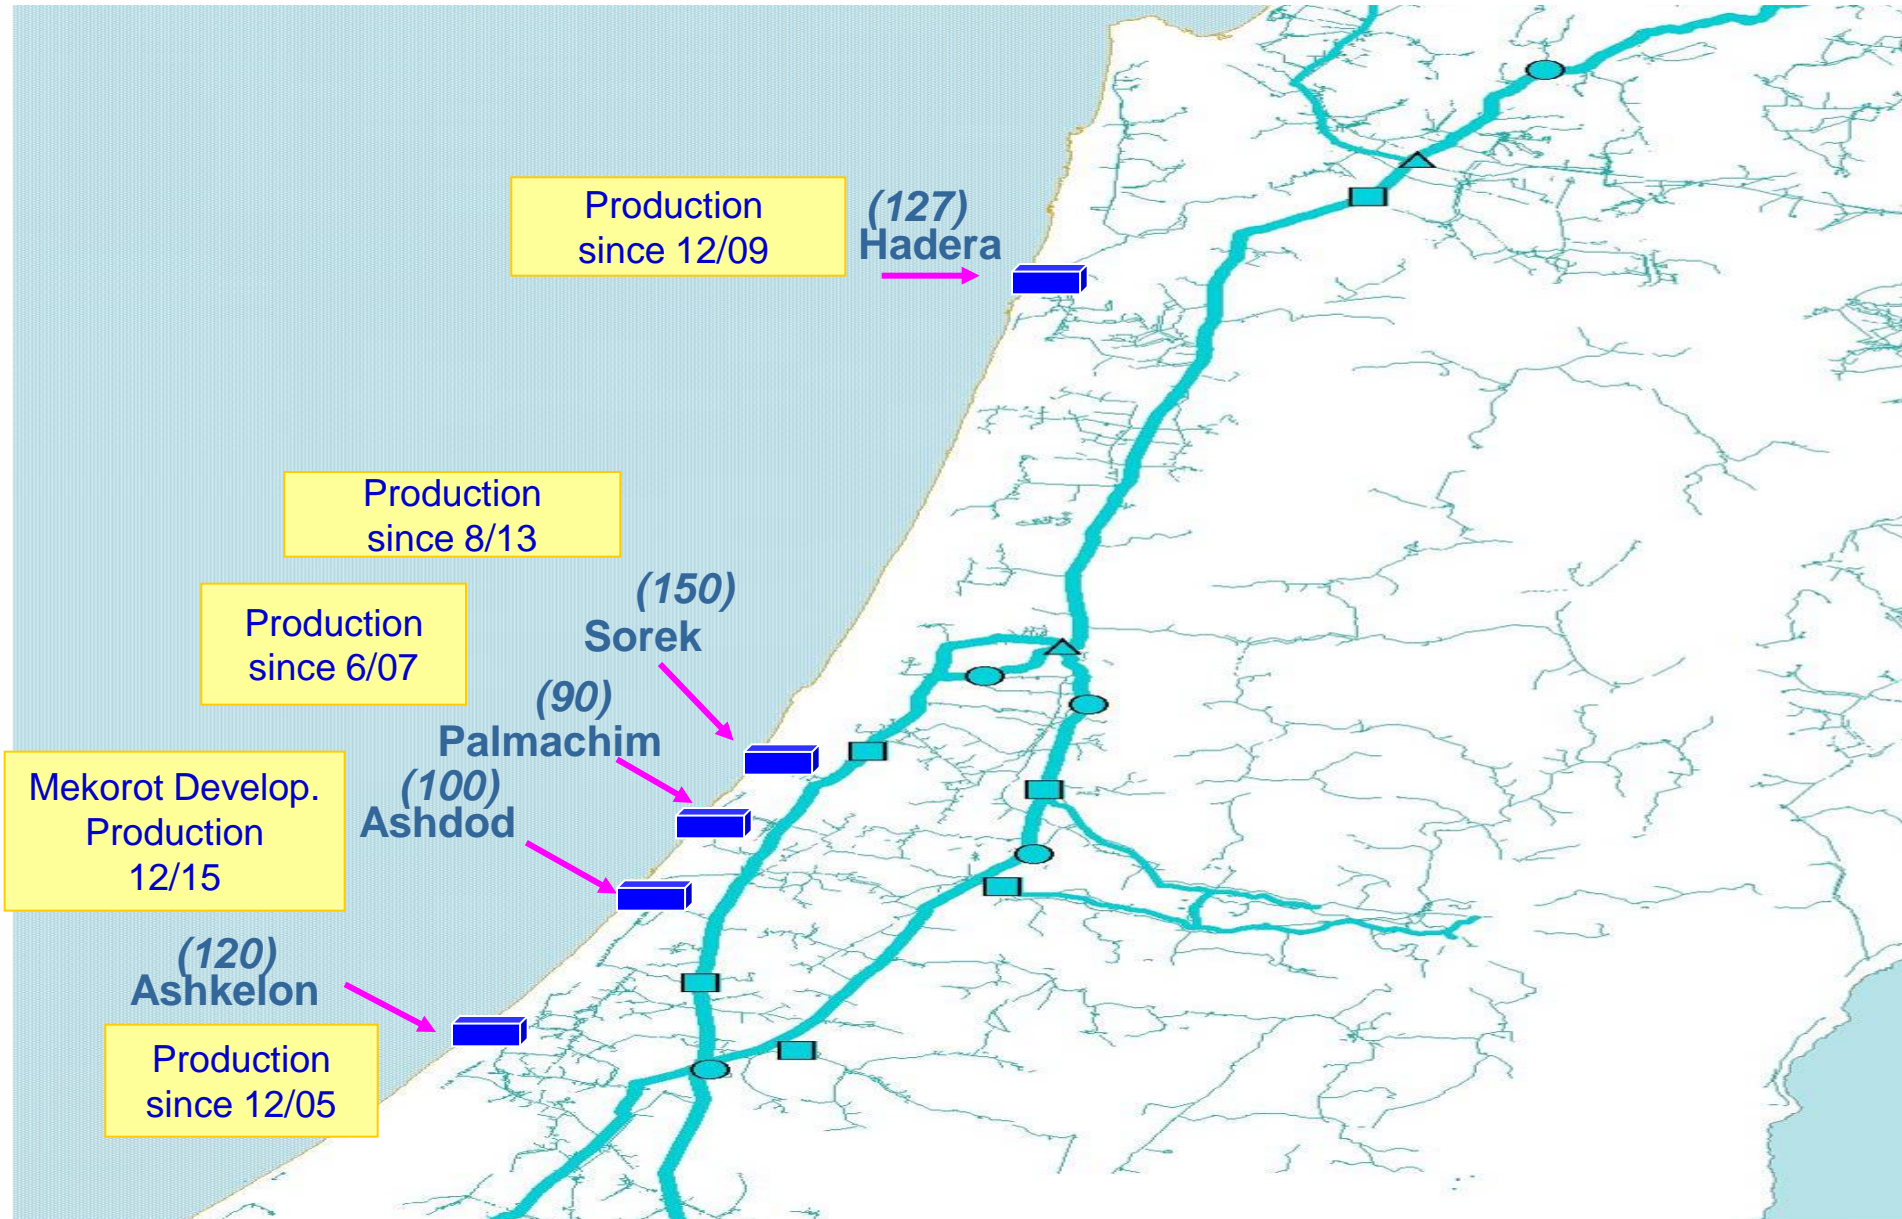 Production
since 12/09
(127)
Hadera
Production
since 8/13
(150)
Sorek
Production
since 6/07
(90)
Palmachim
Mekorot Develop.
Production
12/15
(100)
Ashdod
(120)
Ashkelon
Production
since 12/05